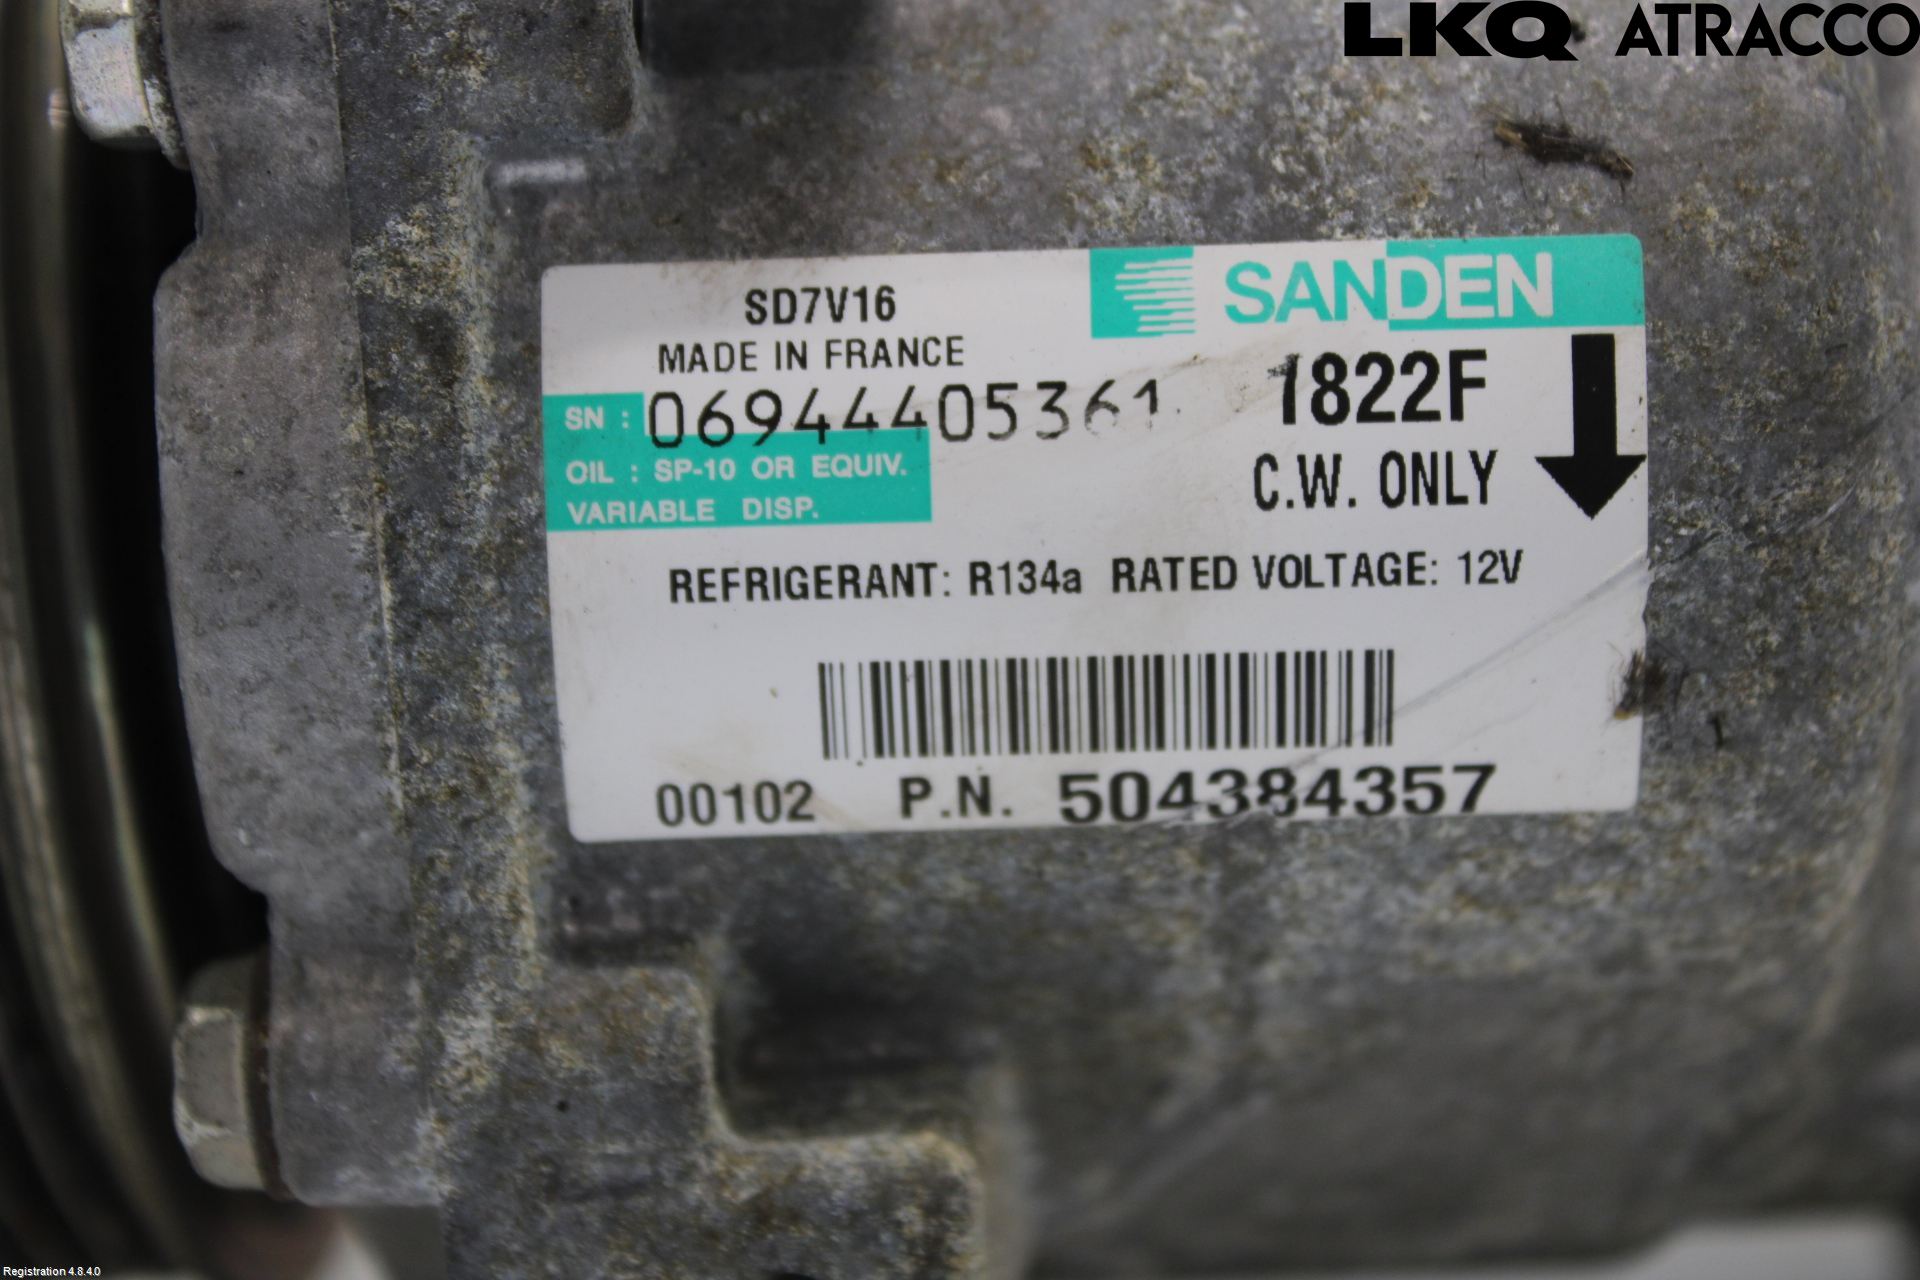 LKQ ATRACCO
SD7V16
SANDEN
MADE IN FRANCE
SN : 06944405361
1822F
OIL : SP-10 OR EQUIV.
C.W. ONLY
VARIABLE DISP.
REFRIGERANT: R134a RATED VOLTAGE: 12V
00102 P.N. 504384357
Registration 4.8.4.0